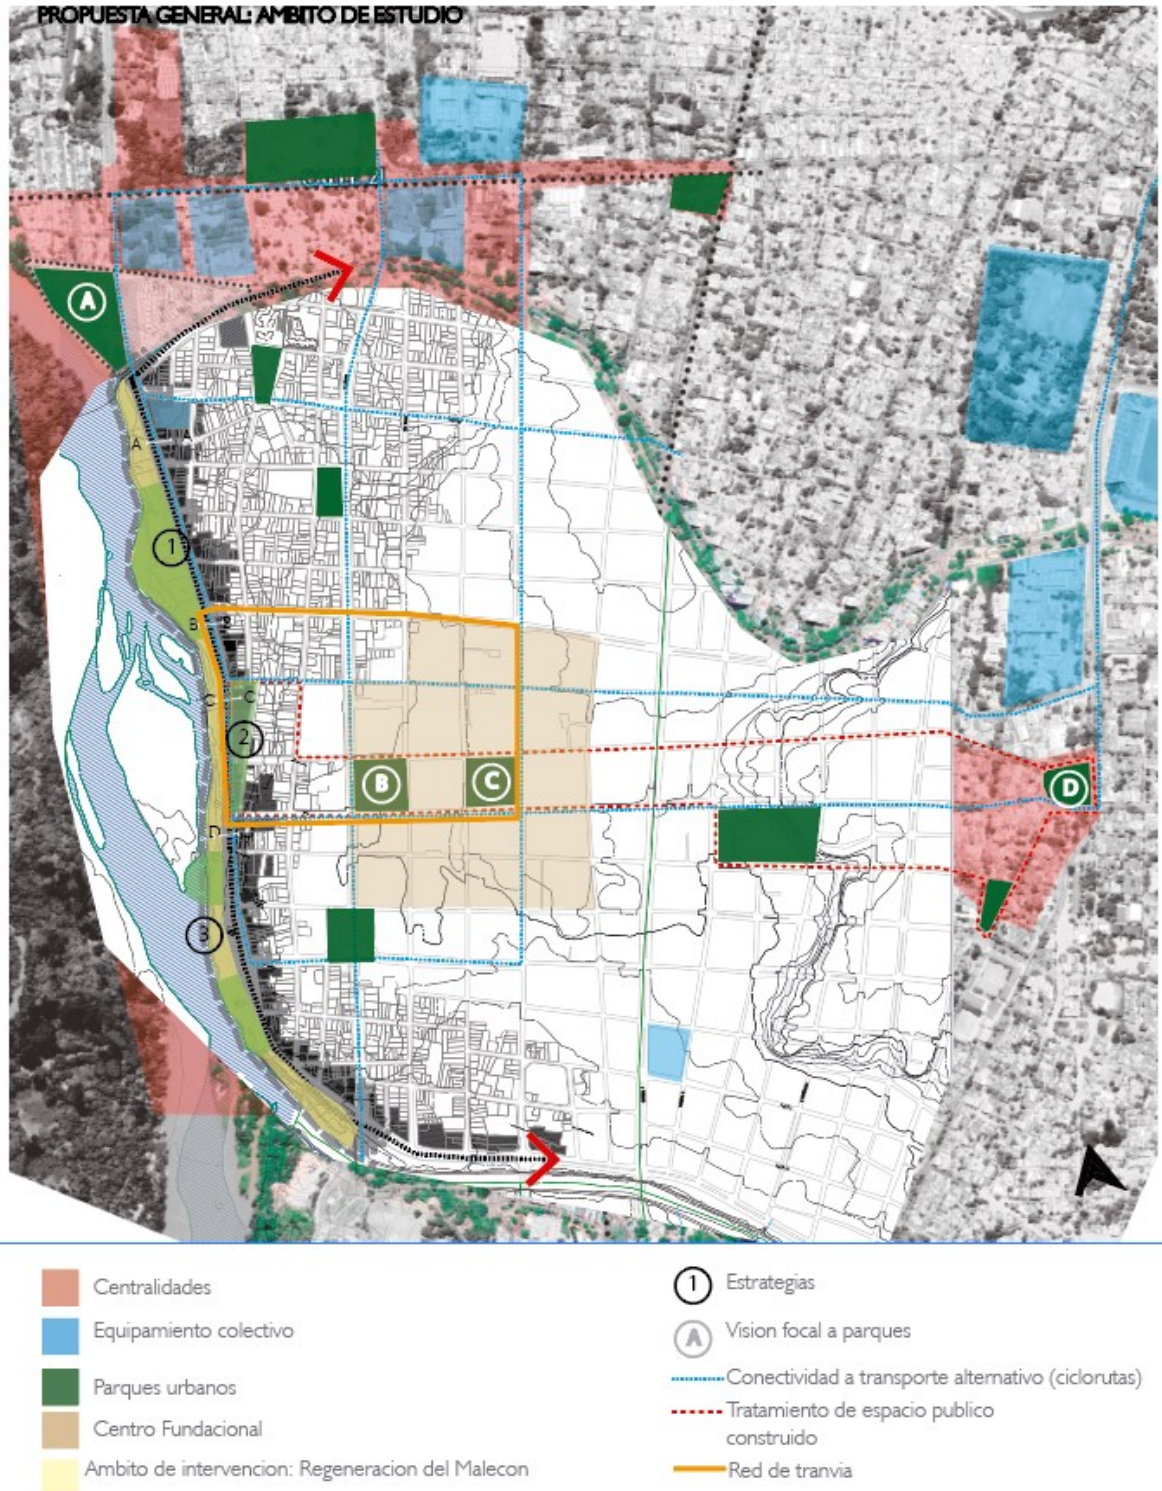 PROPUESTA GENERAL: AMBITO DE ESTUDIO
A
A
1
B
C
C
2
B
C
D
D
3
Centralidades
Equipamiento colectivo
Parques urbanos
Centro Fundacional
Ambito de intervencion: Regeneracion del Malecon
1 Estrategias
A Vision focal a parques
Conectividad a transporte alternativo (ciclorutas)
Tratamiento de espacio publico
construido
Red de tranvia